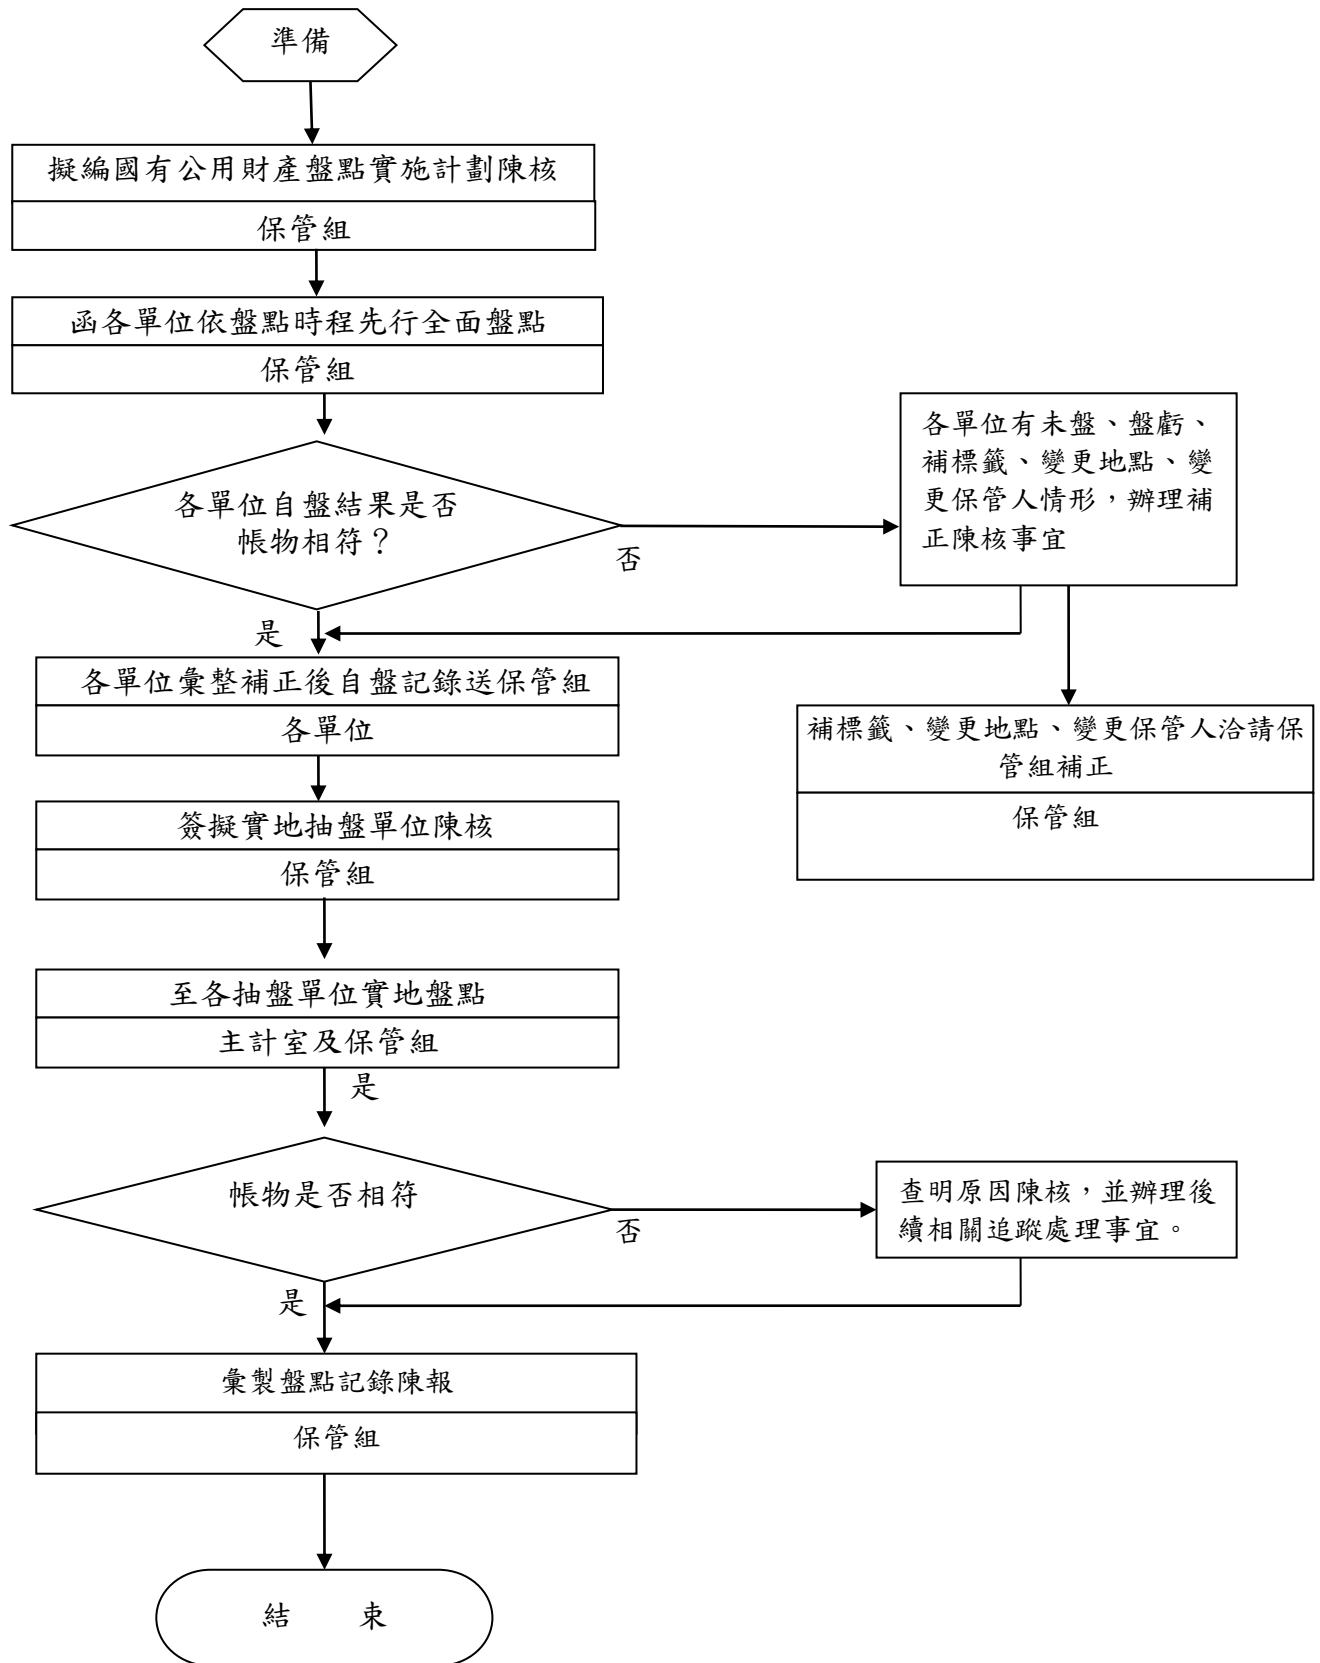 準備
擬編國有公用財產盤點實施計劃陳核
保管組
函各單位依盤點時程先行全面盤點
保管組
各單位自盤結果是否
帳物相符？
否
各單位有未盤、盤虧、
補標籤、變更地點、變
更保管人情形，辦理補
正陳核事宜
是
各單位彙整補正後自盤記錄送保管組
各單位
補標籤、變更地點、變更保管人洽請保
管組補正
保管組
簽擬實地抽盤單位陳核
保管組
至各抽盤單位實地盤點
主計室及保管組
是
帳物是否相符
否
查明原因陳核，並辦理後
續相關追蹤處理事宜。
是
彙製盤點記錄陳報
保管組
結　　束